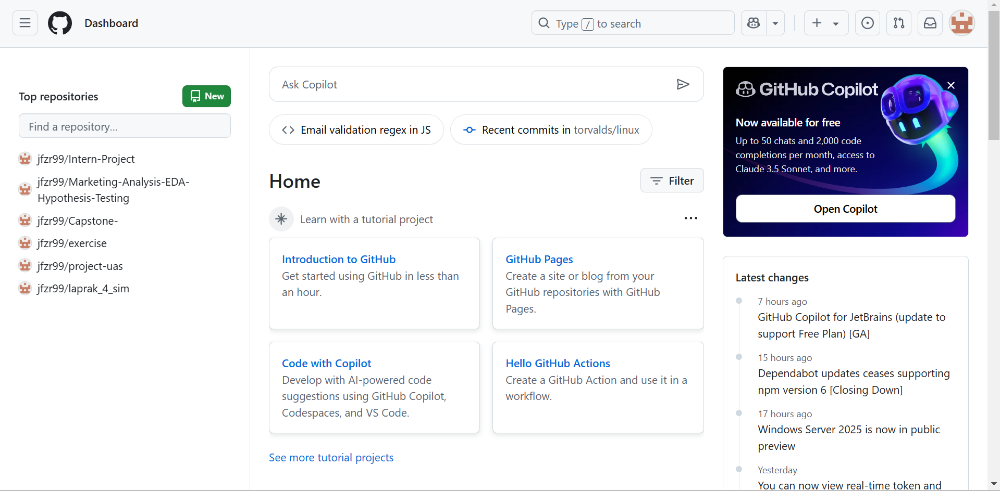 Dashboard
Type / to search
Top repositories
New
Find a repository...
jfzr99/Intern-Project
jfzr99/Marketing-Analysis-EDA-
Hypothesis-Testing
jfzr99/Capstone-
jfzr99/exercise
jfzr99/project-uas
jfzr99/laprak_4_sim
Ask Copilot
Email validation regex in JS
Recent commits in torvalds/linux
Home
Filter
Learn with a tutorial project
Introduction to GitHub
Get started using GitHub in less than
an hour.
GitHub Pages
Create a site or blog from your
GitHub repositories with GitHub
Pages.
Code with Copilot
Develop with AI-powered code
suggestions using GitHub Copilot,
Codespaces, and VS Code.
Hello GitHub Actions
Create a GitHub Action and use it in a
workflow.
See more tutorial projects
GitHub Copilot
Now available for free
Up to 50 chats and 2,000 code
completions per month, access to
Claude 3.5 Sonnet, and more.
Open Copilot
Latest changes
7 hours ago
GitHub Copilot for JetBrains (update to
support Free Plan) [GA]
15 hours ago
Dependabot updates ceases supporting
npm version 6 [Closing Down]
17 hours ago
Windows Server 2025 is now in public
preview
Yesterday
You can now view real-time token and